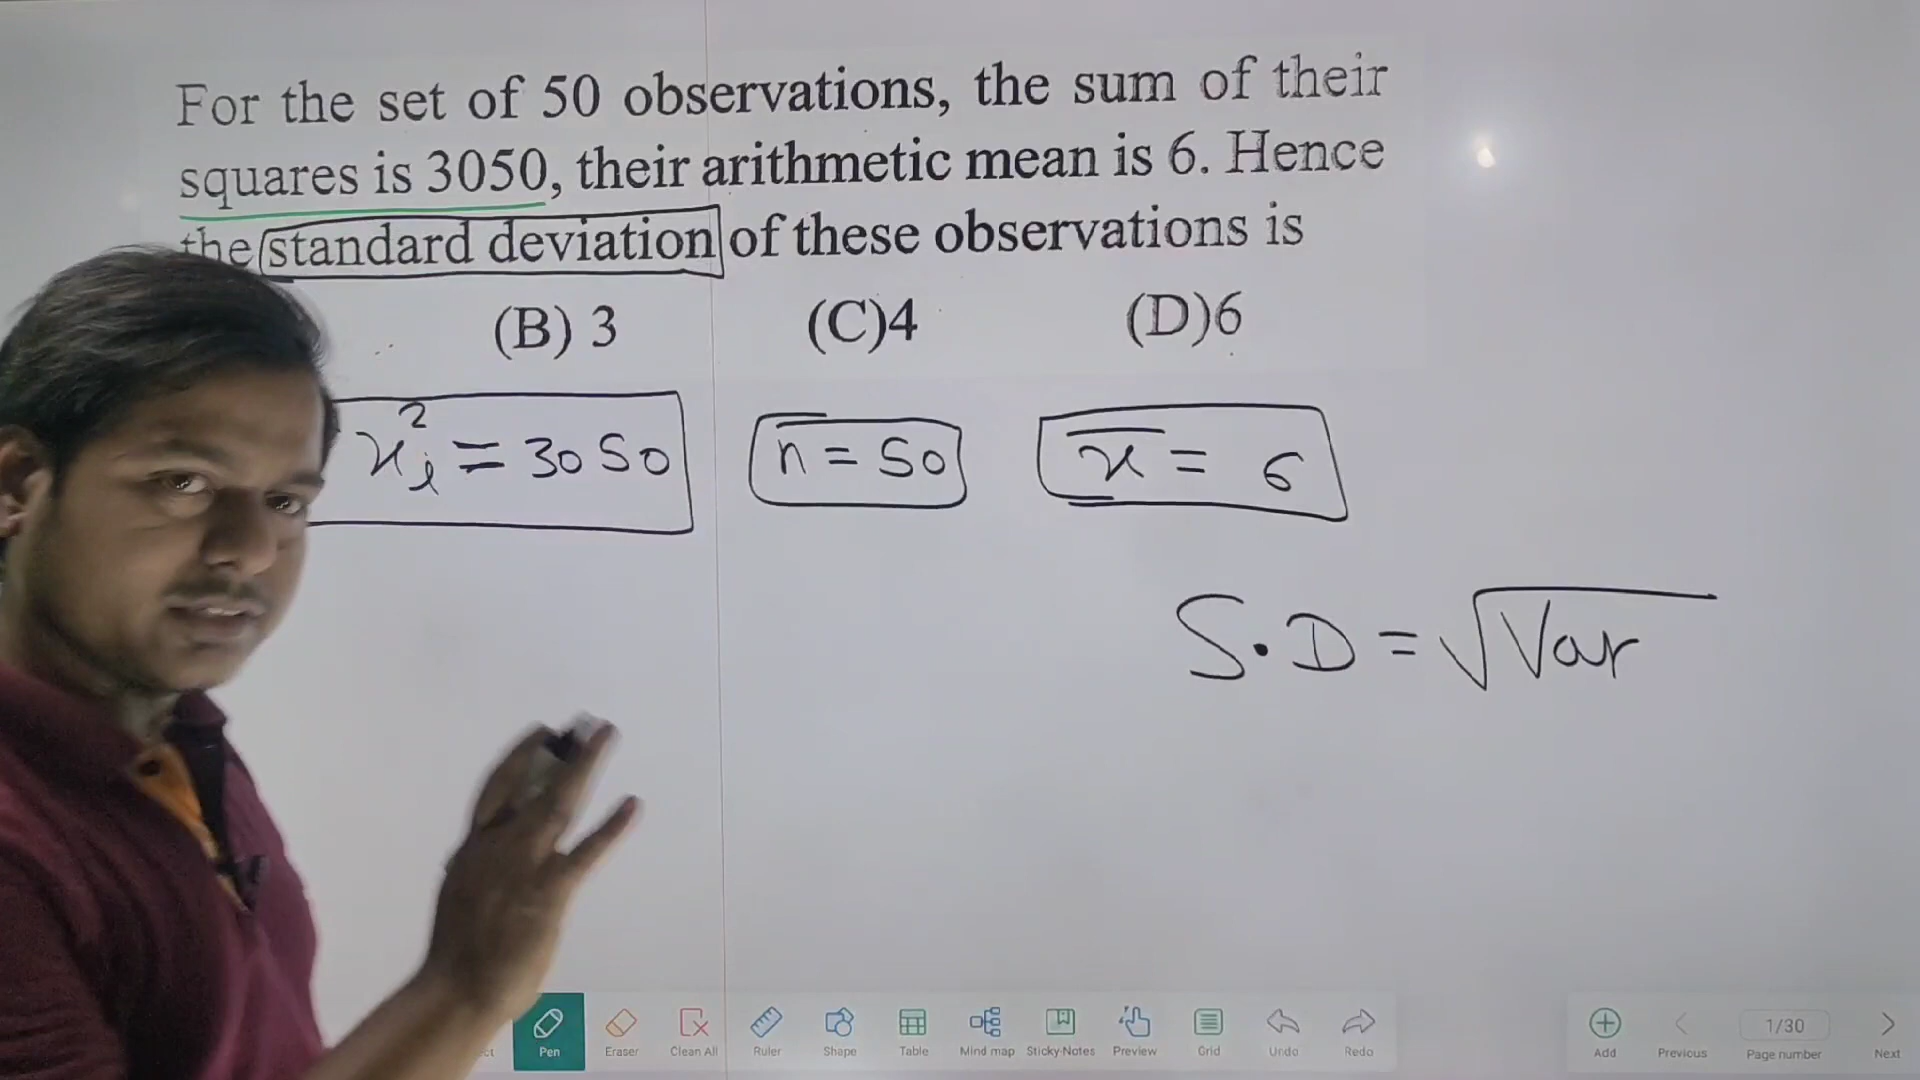 For the set of 50 observations, the sum of their
squares is 3050, their arithmetic mean is 6. Hence
the standard deviation of these observations is
(B) 3 (C)4 (D)6
x²ᵢ = 3050 n = 50 x̅ = 6
S.D = √Var
Pen Eraser Clean All Ruler Shape Table Mind map Sticky-Notes Preview Grid Undo Redo Add Previous 1/30 Page number Next